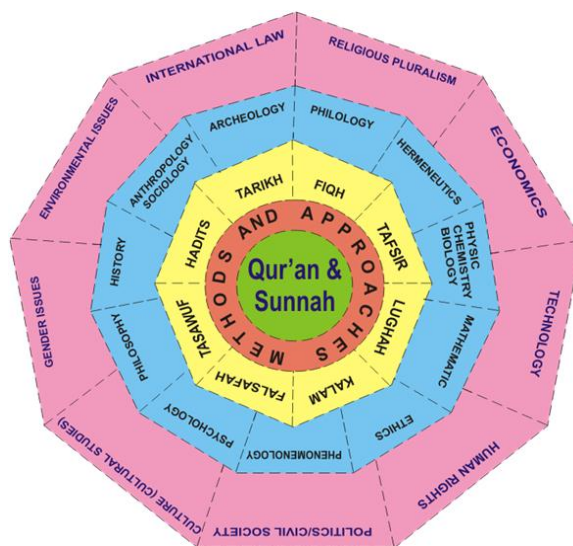 INTERNATIONAL LAW
RELIGIOUS PLURALISM
ECONOMICS
TECHNOLOGY
HUMAN RIGHTS
POLITICS/CIVIL SOCIETY
CULTURE (CULTURAL STUDIES)
GENDER ISSUES
ENVIRONMENTAL ISSUES
ARCHEOLOGY
PHILOLOGY
HERMENEUTICS
PHYSIC
CHEMISTRY
BIOLOGY
MATHEMATIC
ETHICS
PHENOMENOLOGY
PSYCHOLOGY
PHILOSOPHY
HISTORY
ANTHROPOLOGY
SOCIOLOGY
TARIKH
FIQH
TAFSIR
LUGHAH
KALAM
FALSAFAH
TASAWUF
HADITS
METHODS AND APPROACHES
Qur'an &
Sunnah